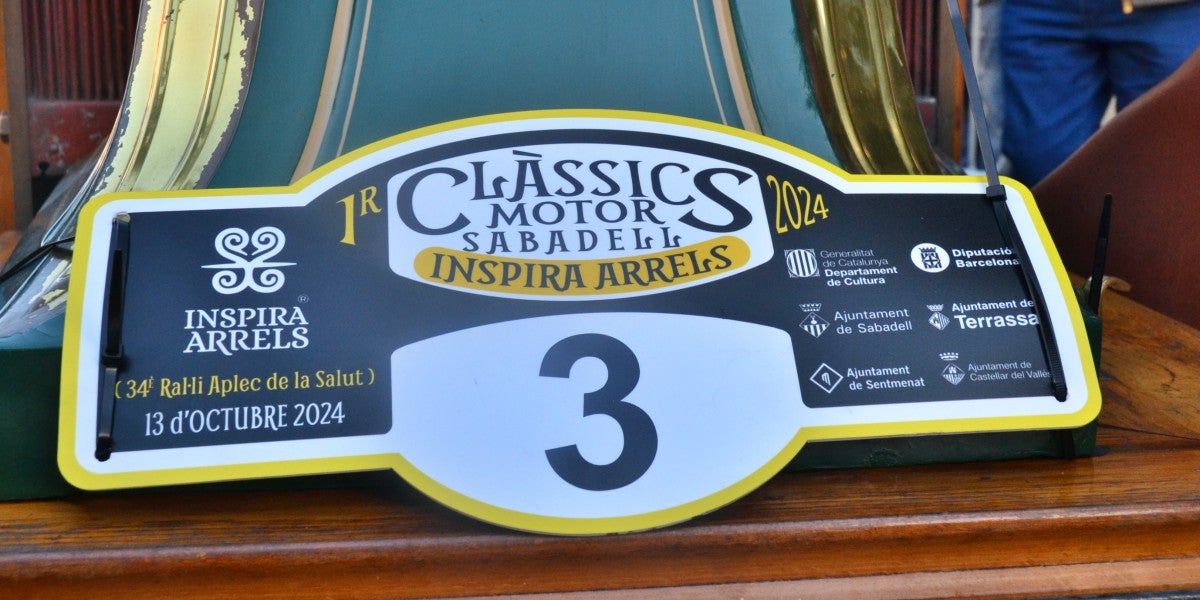 1R
CLÀSSICS
MOTOR
SABADELL
INSPIRA ARRELS
2024
INSPIRA
ARRELS
®
(34è Ral·li Aplec de la Salut)
13 d'OCTUBRE 2024
3
Generalitat
de Catalunya
Departament
de Cultura
Diputació
Barcelona
Ajuntament
de Sabadell
Ajuntament de
Terrassa
Ajuntament
de Sentmenat
Ajuntament de
Castellar del Vallès